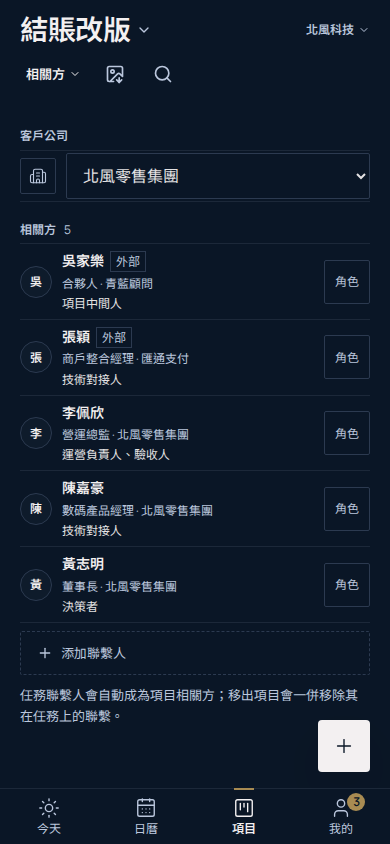 結賬改版
北風科技
相關方
客戶公司
北風零售集團
相關方 5
吳 吳家樂 外部
合夥人·青藍顧問
項目中間人
角色
張 張穎 外部
商戶整合經理·匯通支付
技術對接人
角色
李 李佩欣
營運總監·北風零售集團
運營負責人、驗收人
角色
陳 陳嘉豪
數碼產品經理·北風零售集團
技術對接人
角色
黃 黃志明
董事長·北風零售集團
決策者
角色
+ 添加聯繫人
任務聯繫人會自動成為項目相關方；移出項目會一併移除其
在任務上的聯繫。
+
3
今天 日曆 項目 我的